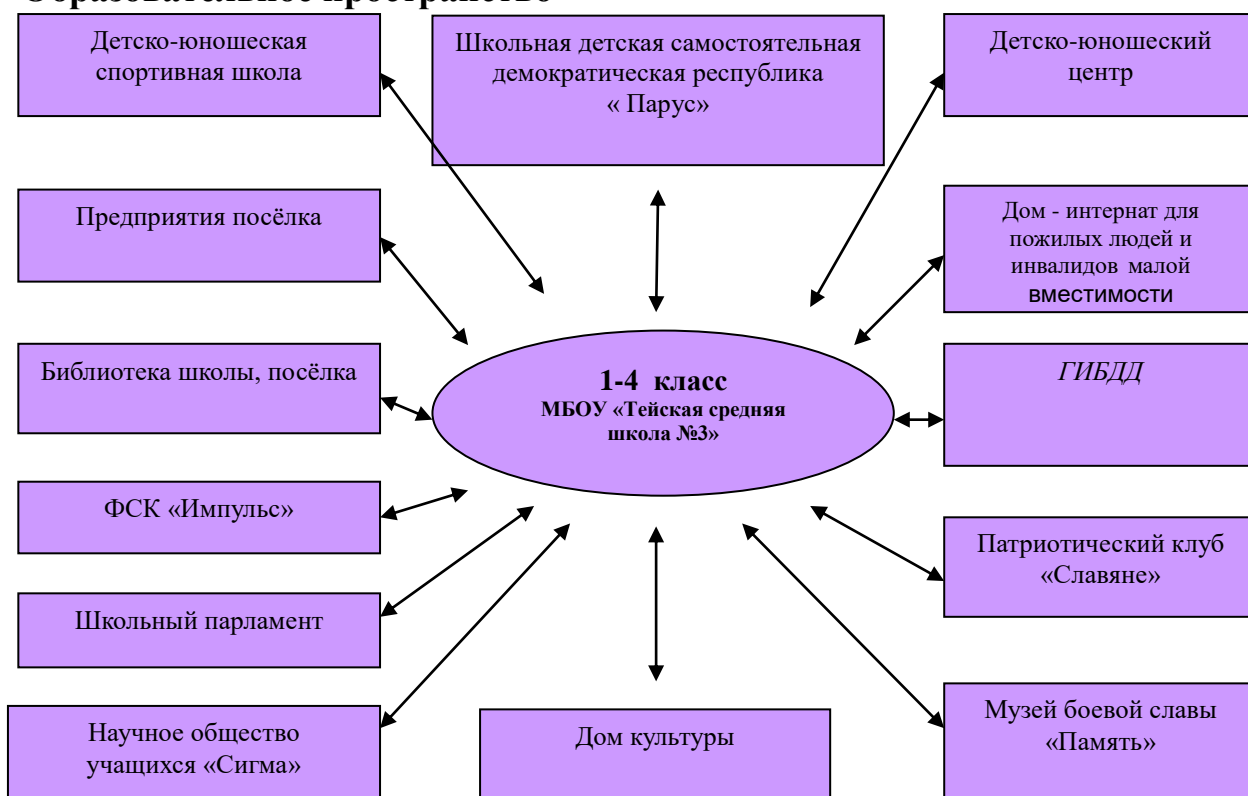 Образовательное пространство
Детско-юношеская
спортивная школа
Школьная детская самостоятельная
демократическая республика
« Парус»
Детско-юношеский
центр
Предприятия посёлка
Дом - интернат для
пожилых людей и
инвалидов малой
вместимости
Библиотека школы, посёлка
1-4 класс
МБОУ «Тейская средняя
школа №3»
ГИБДД
ФСК «Импульс»
Патриотический клуб
«Славяне»
Школьный парламент
Научное общество
учащихся «Сигма»
Дом культуры
Музей боевой славы
«Память»